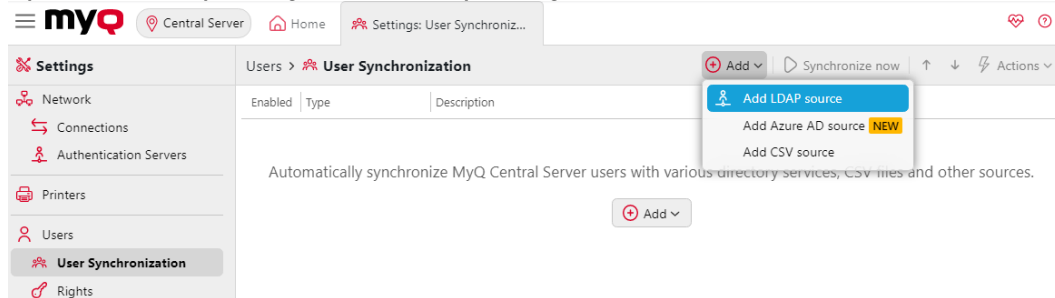 myQ Central Server Home Settings: User Synchroniz...
Settings
Users > User Synchronization
Add Synchronize now Actions
Network
Connections
Authentication Servers
Printers
Users
User Synchronization
Rights
Enabled Type Description
Add LDAP source
Add Azure AD source NEW
Add CSV source
Automatically synchronize MyQ Central Server users with various directory services, CSV files and other sources.
Add